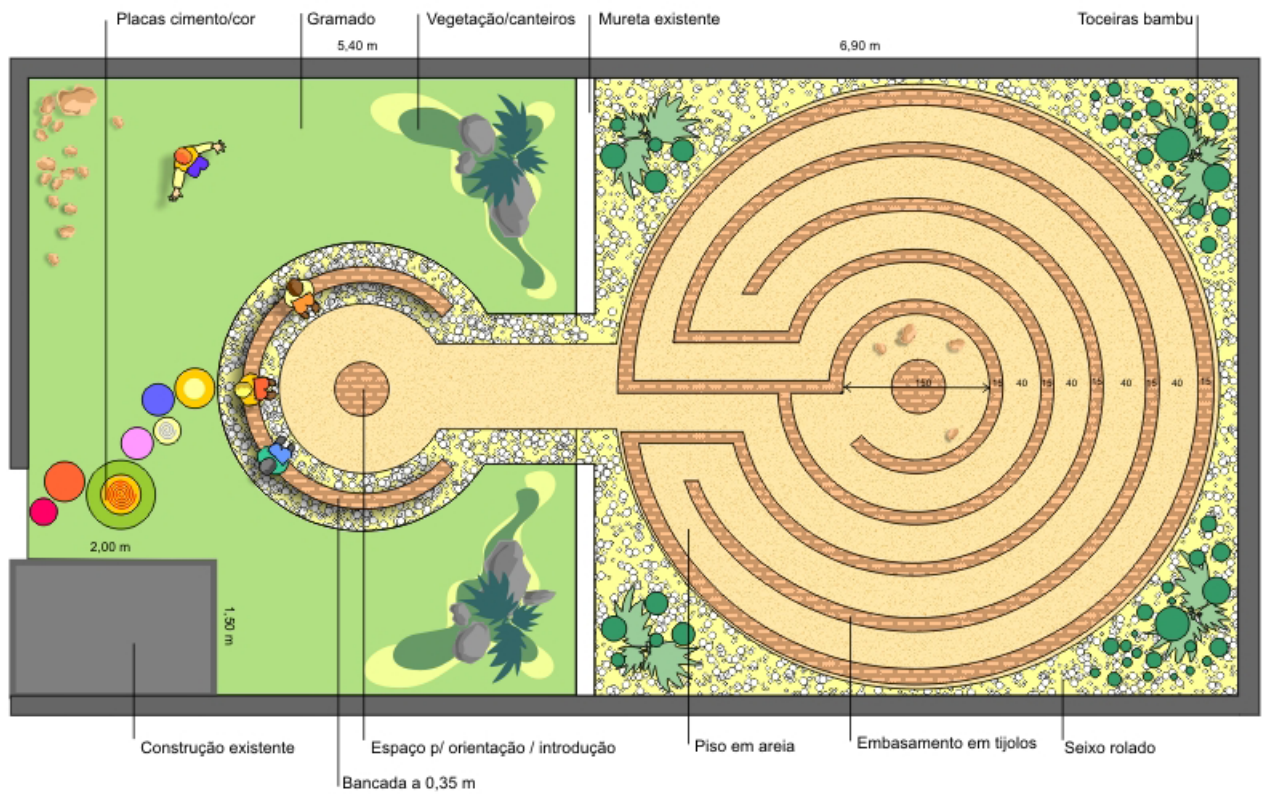 Placas cimento/cor
Gramado
Vegetação/canteiros
Mureta existente
Toceiras bambu
5,40 m
6,90 m
150
15
40
15
40
15
40
15
40
15
2,00 m
1,50 m
Construção existente
Espaço p/ orientação / introdução
Piso em areia
Embasamento em tijolos
Seixo rolado
Bancada a 0,35 m